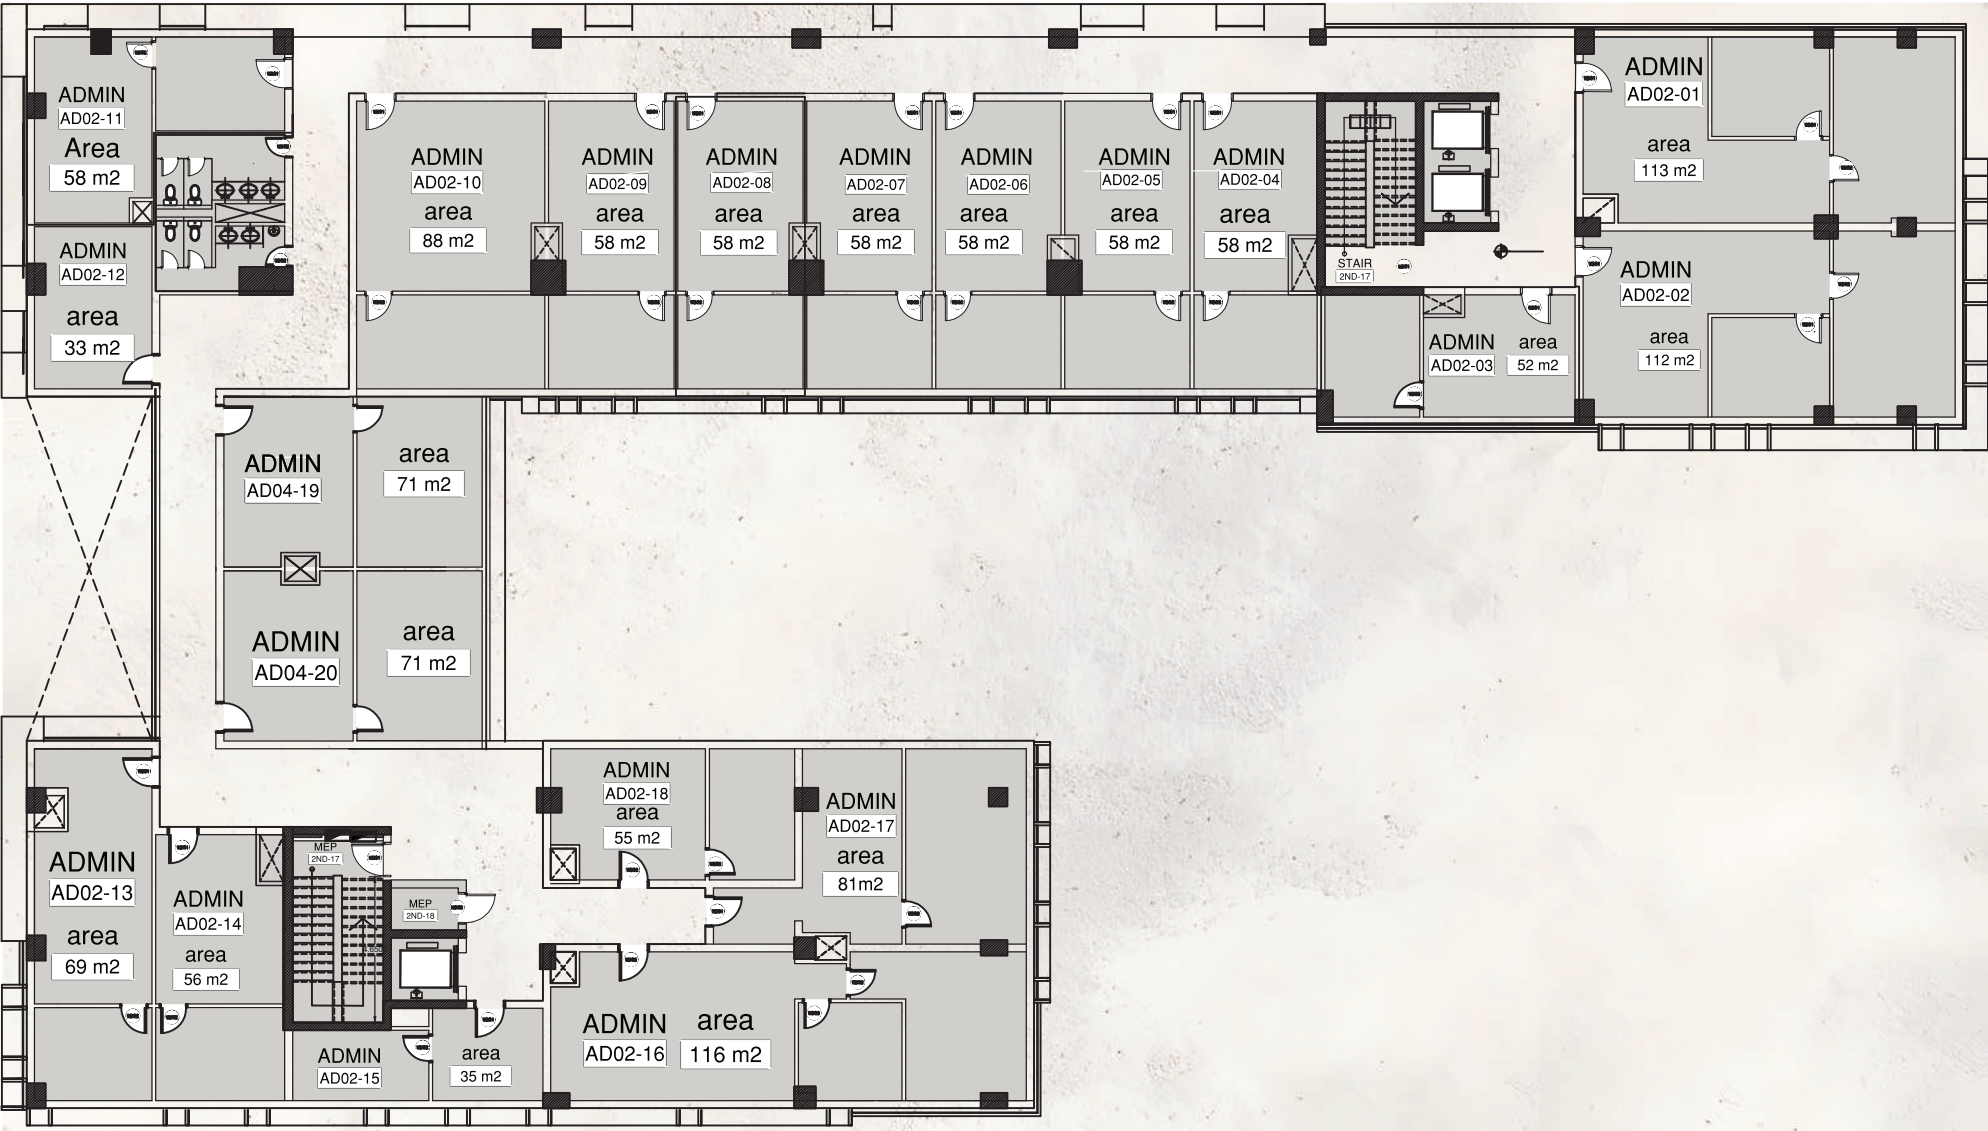 ADMIN
AD02-11
Area
58 m2
ADMIN
AD02-12
area
33 m2
ADMIN
AD02-10
area
88 m2
ADMIN
AD02-09
area
58 m2
ADMIN
AD02-08
area
58 m2
ADMIN
AD02-07
area
58 m2
ADMIN
AD02-06
area
58 m2
ADMIN
AD02-05
area
58 m2
ADMIN
AD02-04
area
58 m2
STAIR
2ND-17
ADMIN
AD02-01
area
113 m2
ADMIN
AD02-02
area
112 m2
ADMIN
AD02-03
area
52 m2
ADMIN
AD04-19
area
71 m2
ADMIN
AD04-20
area
71 m2
ADMIN
AD02-13
area
69 m2
ADMIN
AD02-14
area
56 m2
MEP
2ND-17
MEP
2ND-18
ADMIN
AD02-15
area
35 m2
ADMIN
AD02-18
area
55 m2
ADMIN
AD02-17
area
81m2
ADMIN
AD02-16
area
116 m2